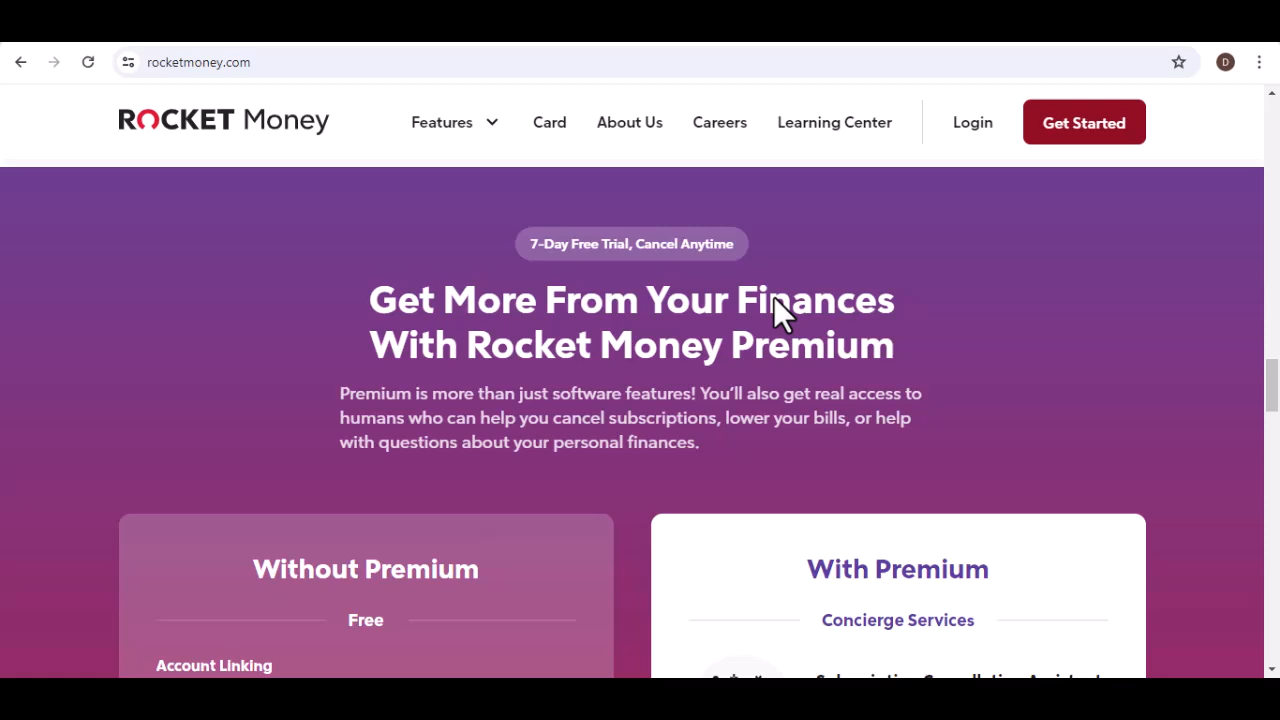 rocketmoney.com
D
ROCKET Money
Features
Card
About Us
Careers
Learning Center
Login
Get Started
7-Day Free Trial, Cancel Anytime
Get More From Your Finances
With Rocket Money Premium
Premium is more than just software features! You’ll also get real access to
humans who can help you cancel subscriptions, lower your bills, or help
with questions about your personal finances.
Without Premium
Free
Account Linking
With Premium
Concierge Services